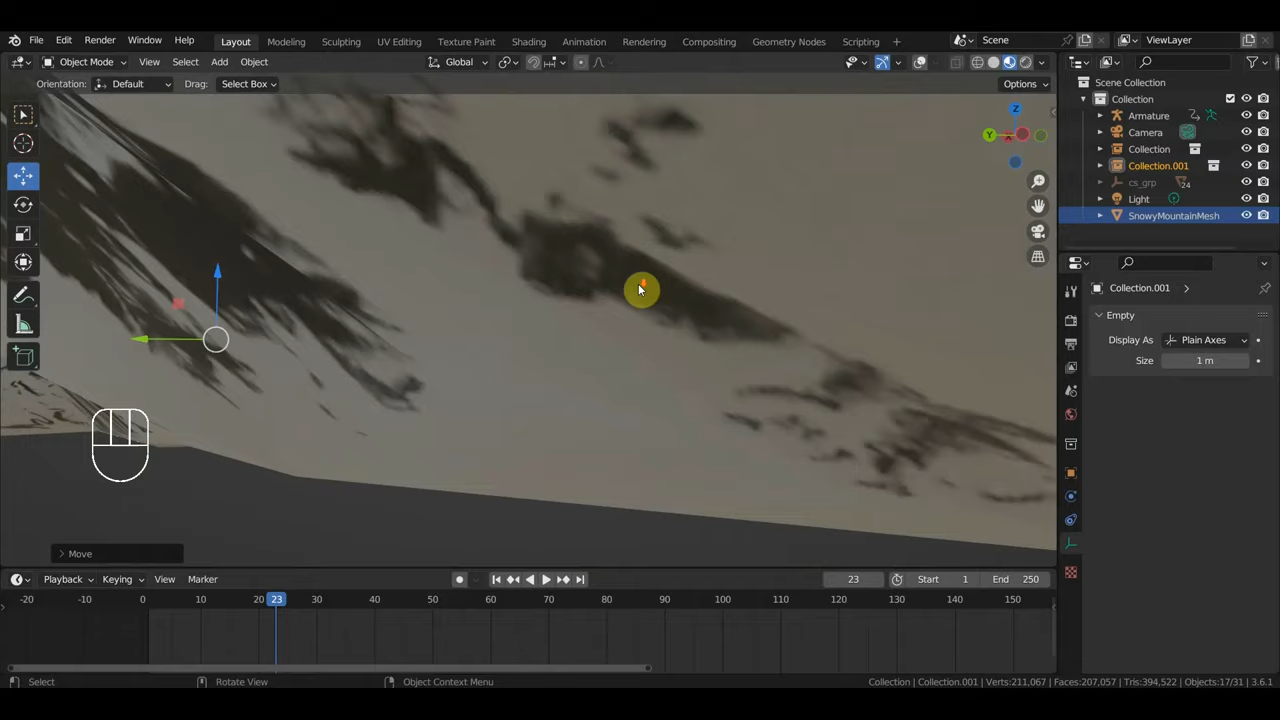 File Edit Render Window Help Layout Modeling Sculpting UV Editing Texture Paint Shading Animation Rendering Compositing Geometry Nodes Scripting + Scene ViewLayer
Object Mode View Select Add Object Global
Orientation: Default Drag: Select Box Options
Scene Collection
Collection
Armature
Camera
Collection
Collection.001
cs_grp 24
Light
SnowyMountainMesh
Z
Y X
Collection.001
Empty
Display As Plain Axes
Size 1 m
Move
Playback Keying View Marker 23 Start 1 End 250
-20 -10 0 10 20 23 30 40 50 60 70 80 90 100 110 120 130 140 150
Select Rotate View Object Context Menu Collection | Collection.001 | Verts:211,067 | Faces:207,057 | Tris:394,522 | Objects:17/31 | 3.6.1